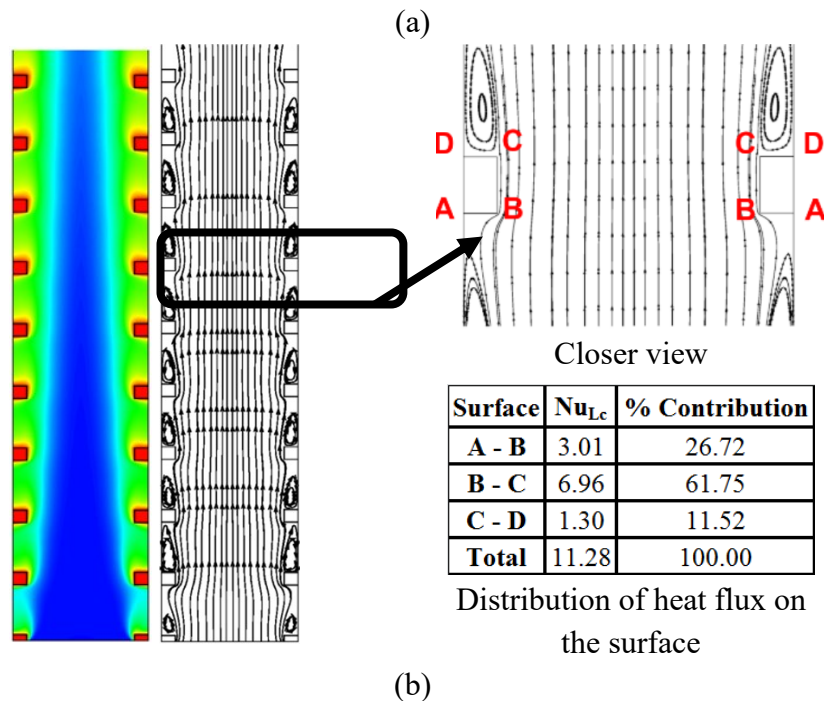 (a)
D C C D
A B B A
Closer view
Surface Nu_Lc % Contribution
A - B 3.01 26.72
B - C 6.96 61.75
C - D 1.30 11.52
Total 11.28 100.00
Distribution of heat flux on
the surface
(b)